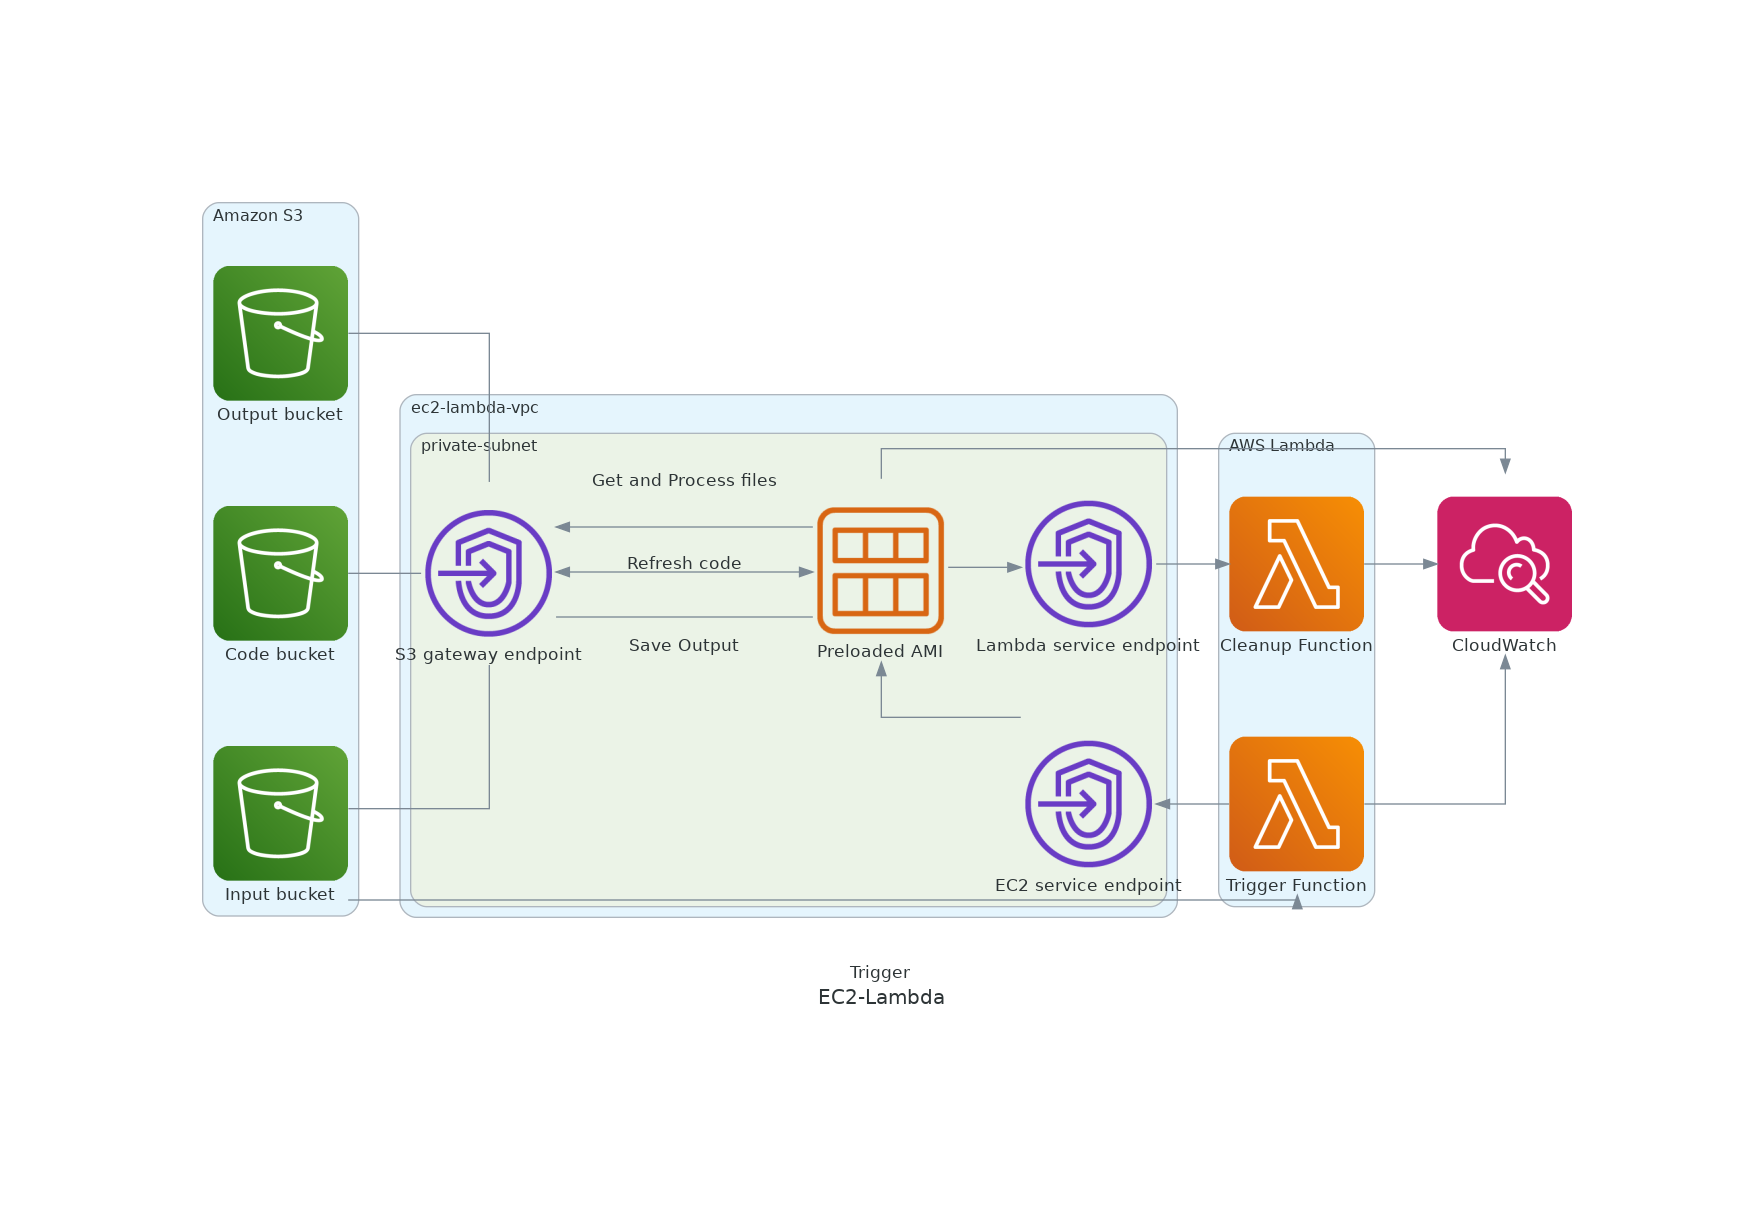 Amazon S3
Output bucket
ec2-lambda-vpc
private-subnet
AWS Lambda
Get and Process files
Refresh code
Save Output
Code bucket
S3 gateway endpoint
Preloaded AMI
Lambda service endpoint
Cleanup Function
CloudWatch
Input bucket
EC2 service endpoint
Trigger Function
Trigger
EC2-Lambda